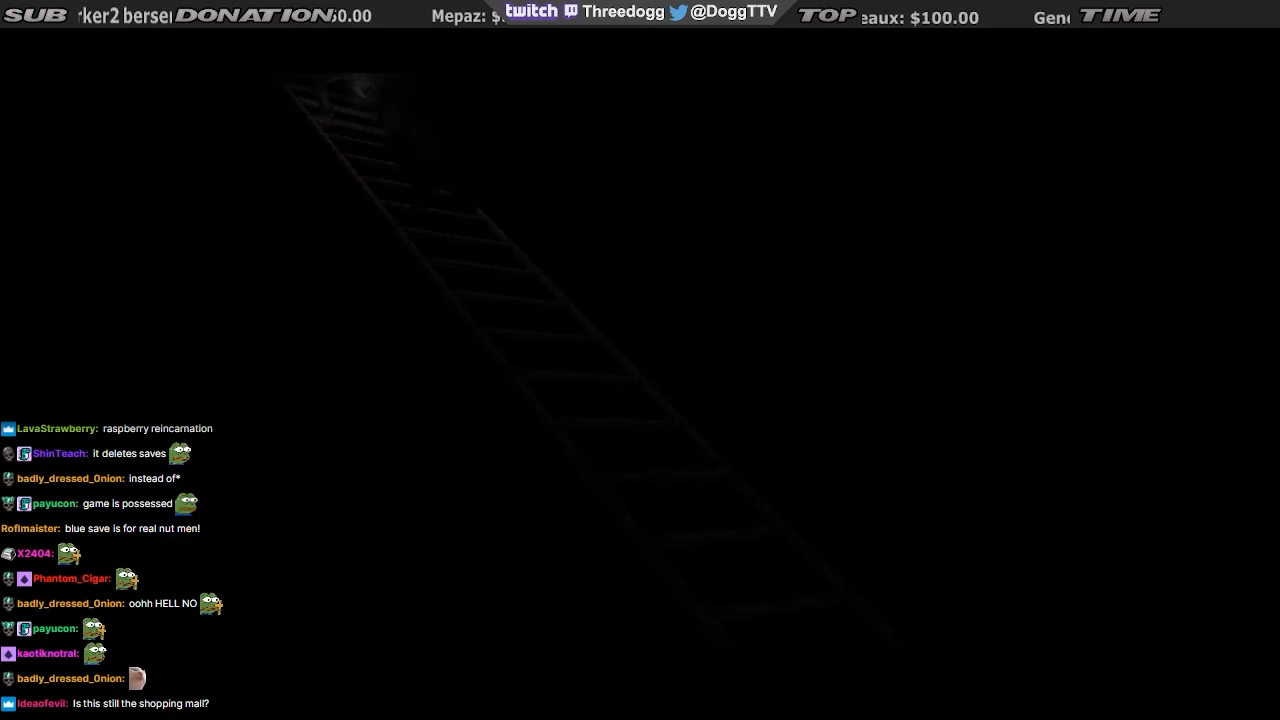 SUB rker2 berse DONATION 50.00 Mepaz: $ twitch Threedogg @DoggTTV TOP eaux: $100.00 Gen TIME
LavaStrawberry: raspberry reincarnation
ShinTeach: it deletes saves
badly_dressed_0nion: instead of*
payucon: game is possessed
Roflmaister: blue save is for real nut men!
X2404:
Phantom_Cigar:
badly_dressed_0nion: oohh HELL NO
payucon:
kaotiknotral:
badly_dressed_0nion:
Ideaofevil: Is this still the shopping mall?